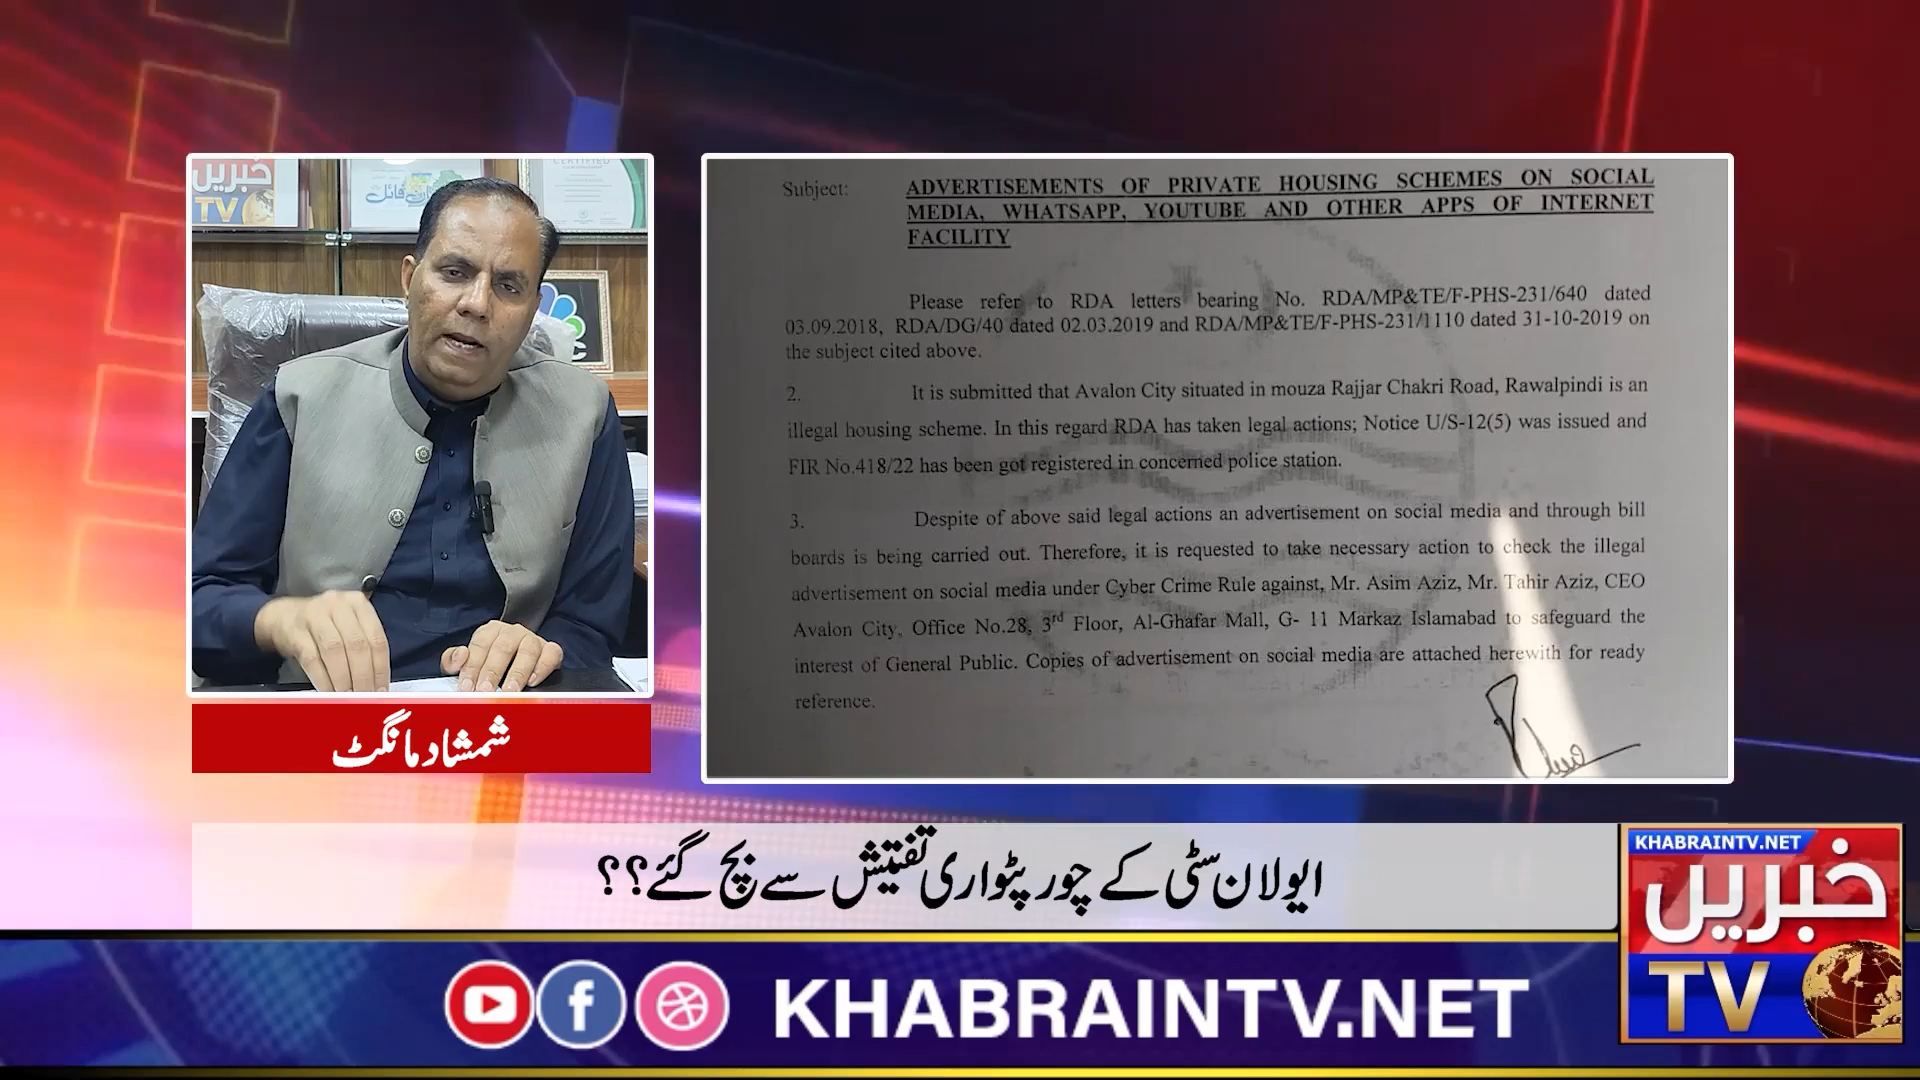 خبریں
TV
CERTIFIED
شمشاد مانگٹ
Subject: ADVERTISEMENTS OF PRIVATE HOUSING SCHEMES ON SOCIAL
MEDIA, WHATSAPP, YOUTUBE AND OTHER APPS OF INTERNET
FACILITY
Please refer to RDA letters bearing No. RDA/MP&TE/F-PHS-231/640 dated
03.09.2018, RDA/DG/40 dated 02.03.2019 and RDA/MP&TE/F-PHS-231/1110 dated 31-10-2019 on
the subject cited above.
2. It is submitted that Avalon City situated in mouza Rajjar Chakri Road, Rawalpindi is an
illegal housing scheme. In this regard RDA has taken legal actions; Notice U/S-12(5) was issued and
FIR No.418/22 has been got registered in concerned police station.
3. Despite of above said legal actions an advertisement on social media and through bill
boards is being carried out. Therefore, it is requested to take necessary action to check the illegal
advertisement on social media under Cyber Crime Rule against, Mr. Asim Aziz, Mr. Tahir Aziz, CEO
Avalon City, Office No.28, 3rd Floor, Al-Ghafar Mall, G- 11 Markaz Islamabad to safeguard the
interest of General Public. Copies of advertisement on social media are attached herewith for ready
reference.
ایولان سٹی کے چور پٹواری تفتیش سے بچ گئے؟؟
KHABRAINTV.NET
خبریں
TV
KHABRAINTV.NET